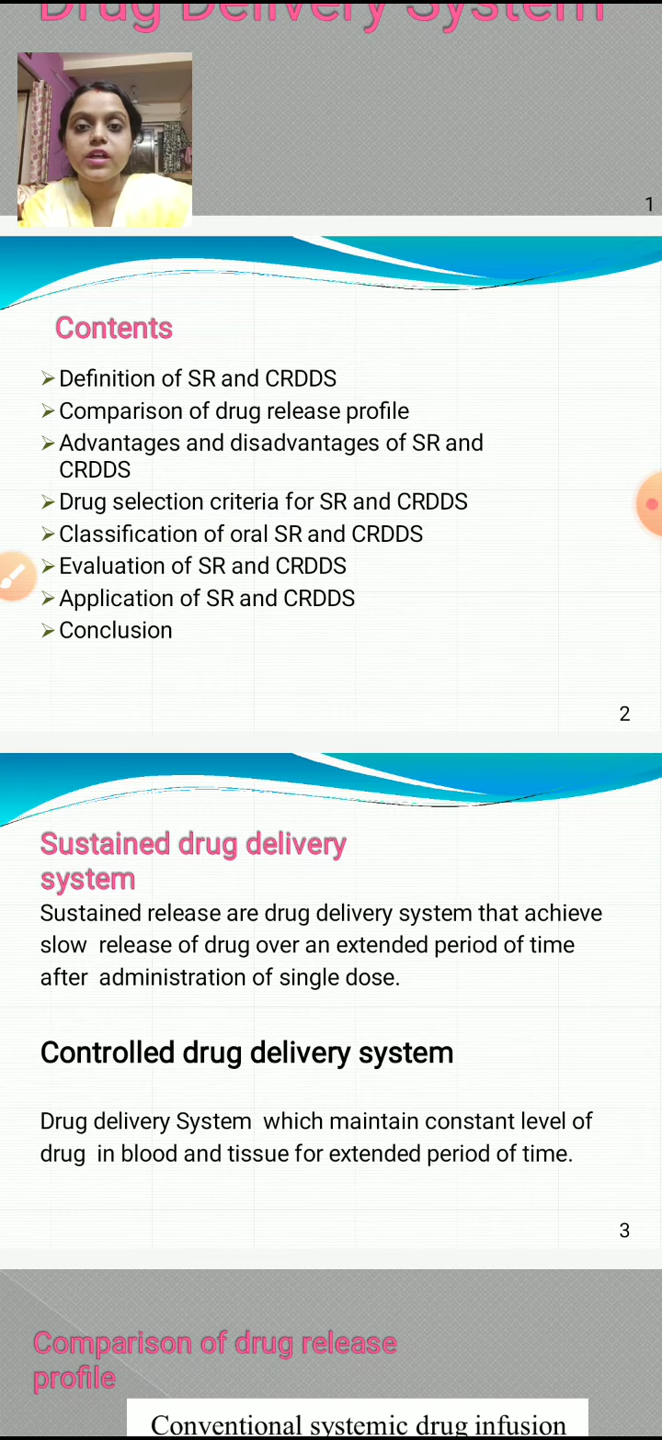 Drug Delivery System
1
Contents
➢Definition of SR and CRDDS
➢Comparison of drug release profile
➢Advantages and disadvantages of SR and
CRDDS
➢Drug selection criteria for SR and CRDDS
➢Classification of oral SR and CRDDS
➢Evaluation of SR and CRDDS
➢Application of SR and CRDDS
➢Conclusion
2
Sustained drug delivery
system
Sustained release are drug delivery system that achieve
slow release of drug over an extended period of time
after administration of single dose.
Controlled drug delivery system
Drug delivery System which maintain constant level of
drug in blood and tissue for extended period of time.
3
Comparison of drug release
profile
Conventional systemic drug infusion